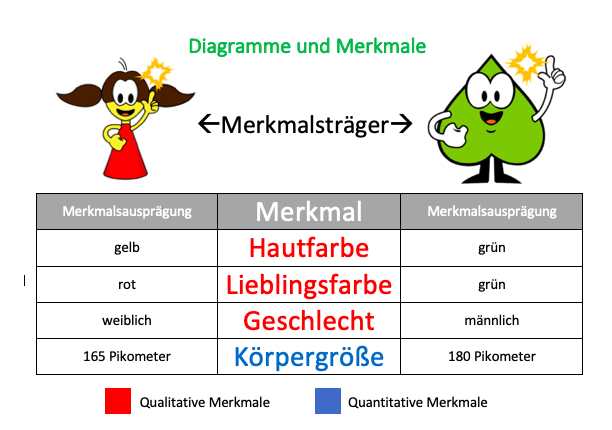 Diagramme und Merkmale
←Merkmalsträger→
Merkmalsausprägung Merkmal Merkmalsausprägung
gelb Hautfarbe grün
rot Lieblingsfarbe grün
weiblich Geschlecht männlich
165 Pikometer Körpergröße 180 Pikometer
Qualitative Merkmale Quantitative Merkmale